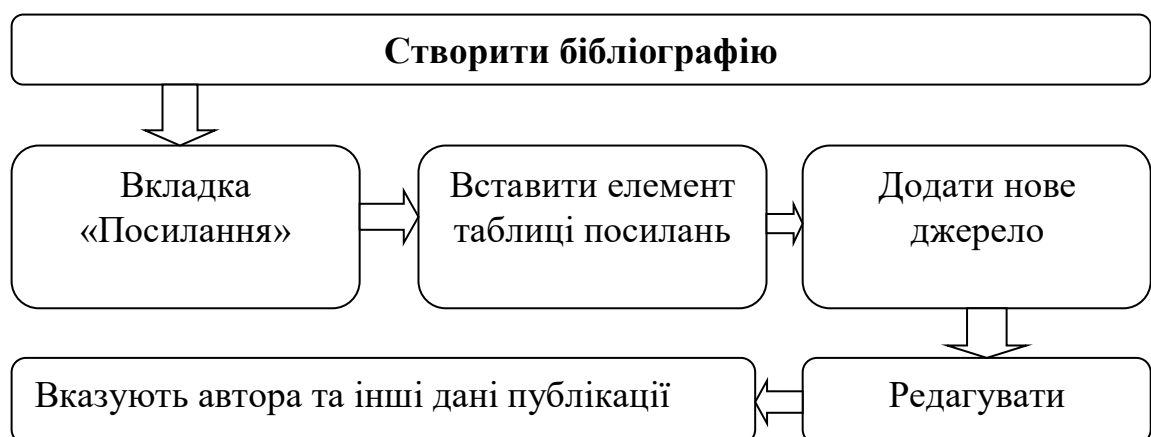 Створити бібліографію
Вкладка
«Посилання»
Вставити елемент
таблиці посилань
Додати нове
джерело
Редагувати
Вказують автора та інші дані публікації